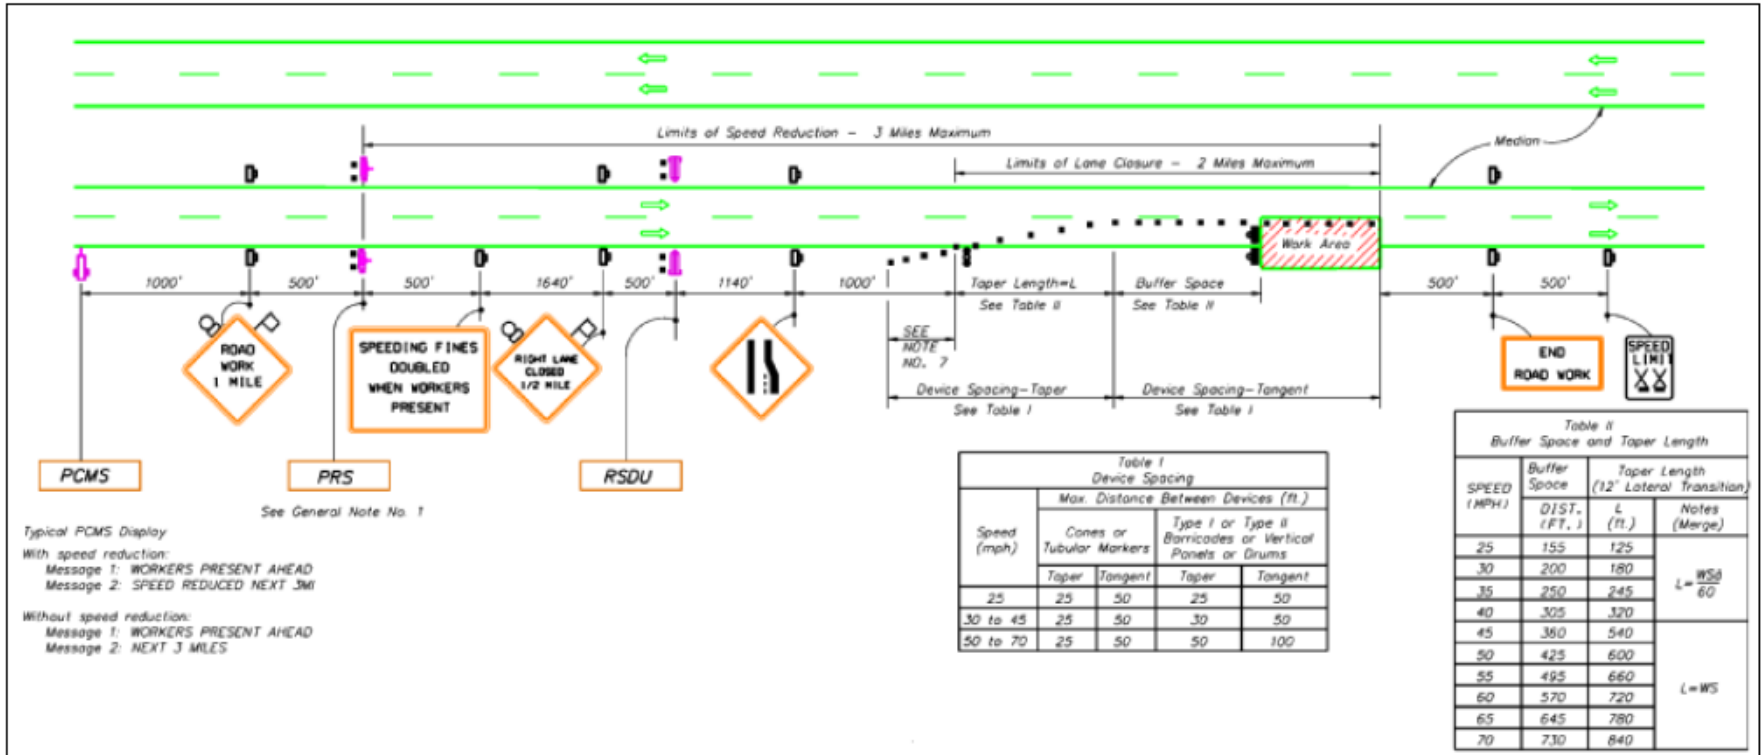 Limits of Speed Reduction - 3 Miles Maximum
Limits of Lane Closure - 2 Miles Maximum
Median
Work Area
1000'
500'
500'
1640'
500'
1140'
1000'
Taper Length=L
See Table II
Buffer Space
See Table II
500'
500'
SEE
NOTE
NO. 7
Device Spacing-Taper
See Table I
Device Spacing-Tangent
See Table I
ROAD
WORK
1 MILE
SPEEDING FINES
DOUBLED
WHEN WORKERS
PRESENT
RIGHT LANE
CLOSED
1/2 MILE
END
ROAD WORK
SPEED
LIMIT
XX
PCMS
PRS
RSDU
See General Note No. 1
Typical PCMS Display
With speed reduction:
Message 1: WORKERS PRESENT AHEAD
Message 2: SPEED REDUCED NEXT 3MI
Without speed reduction:
Message 1: WORKERS PRESENT AHEAD
Message 2: NEXT 3 MILES
Table I
Device Spacing
Speed
(mph)
Max. Distance Between Devices (ft.)
Cones or
Tubular Markers
Type I or Type II
Barricades or Vertical
Panels or Drums
Taper Tangent Taper Tangent
25 25 50 25 50
30 to 45 25 50 30 50
50 to 70 25 50 50 100
Table II
Buffer Space and Taper Length
SPEED
(MPH)
Buffer
Space
Taper Length
(12' Lateral Transition)
DIST.
(FT.)
L
(ft.)
Notes
(Merge)
25 155 125
30 200 180
35 250 245
40 305 320
L=
60
45 360 540
50 425 600
55 495 660
60 570 720
65 645 780
70 730 840
L=WS